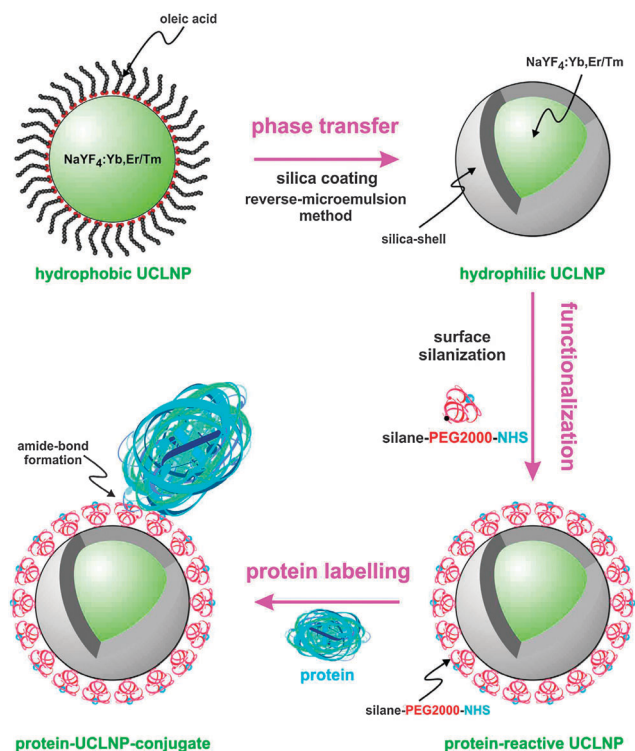 oleic acid
NaYF₄:Yb,Er/Tm
hydrophobic UCLNP
phase transfer
silica coating
reverse-microemulsion
method
NaYF₄:Yb,Er/Tm
silica-shell
hydrophilic UCLNP
functionalization
surface
silanization
silane-PEG2000-NHS
amide-bond
formation
protein labelling
protein
silane-PEG2000-NHS
protein-UCLNP-conjugate
protein-reactive UCLNP